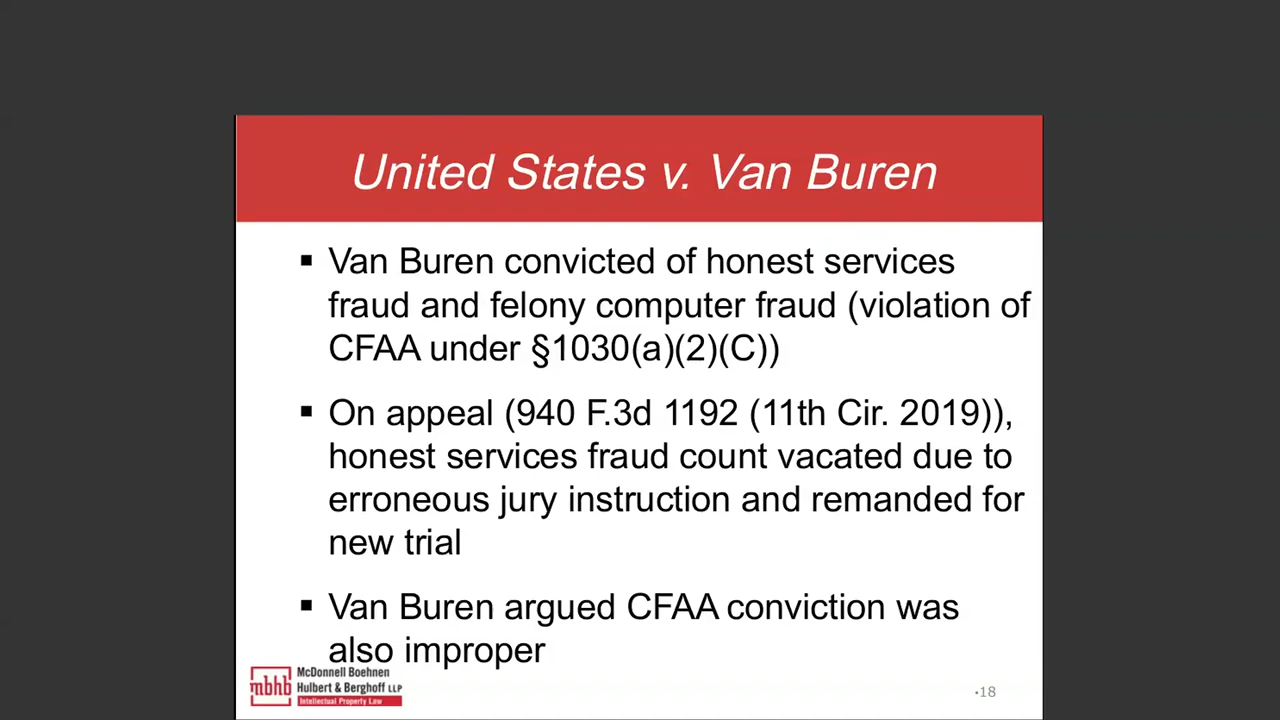 United States v. Van Buren
▪ Van Buren convicted of honest services
fraud and felony computer fraud (violation of
CFAA under §1030(a)(2)(C))
▪ On appeal (940 F.3d 1192 (11th Cir. 2019)),
honest services fraud count vacated due to
erroneous jury instruction and remanded for
new trial
▪ Van Buren argued CFAA conviction was
also improper
mbhb
McDonnell Boehnen
Hulbert & Berghoff LLP
Intellectual Property Law
•18